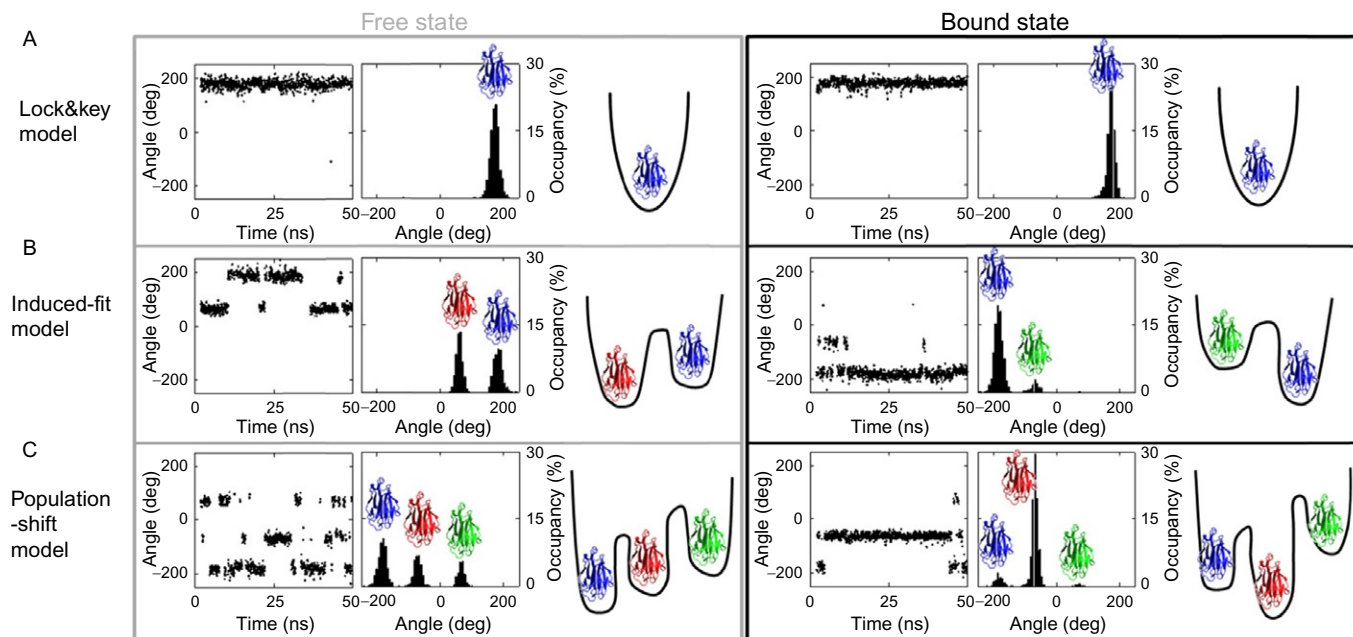 Free state
Bound state
A
Lock&key
model
Angle (deg)
200
0
−200
0
25
50
Time (ns)
−200
0
200
Angle (deg)
30
15
0
Occupancy (%)
Angle (deg)
200
0
−200
0
25
50
Time (ns)
−200
0
200
Angle (deg)
30
15
0
Occupancy (%)
B
Induced-fit
model
Angle (deg)
200
0
−200
0
25
50
Time (ns)
−200
0
200
Angle (deg)
30
15
0
Occupancy (%)
Angle (deg)
200
0
−200
0
25
50
Time (ns)
−200
0
200
Angle (deg)
30
15
0
Occupancy (%)
C
Population
-shift
model
Angle (deg)
200
0
−200
0
25
50
Time (ns)
−200
0
200
Angle (deg)
30
15
0
Occupancy (%)
Angle (deg)
200
0
−200
0
25
50
Time (ns)
−200
0
200
Angle (deg)
30
15
0
Occupancy (%)